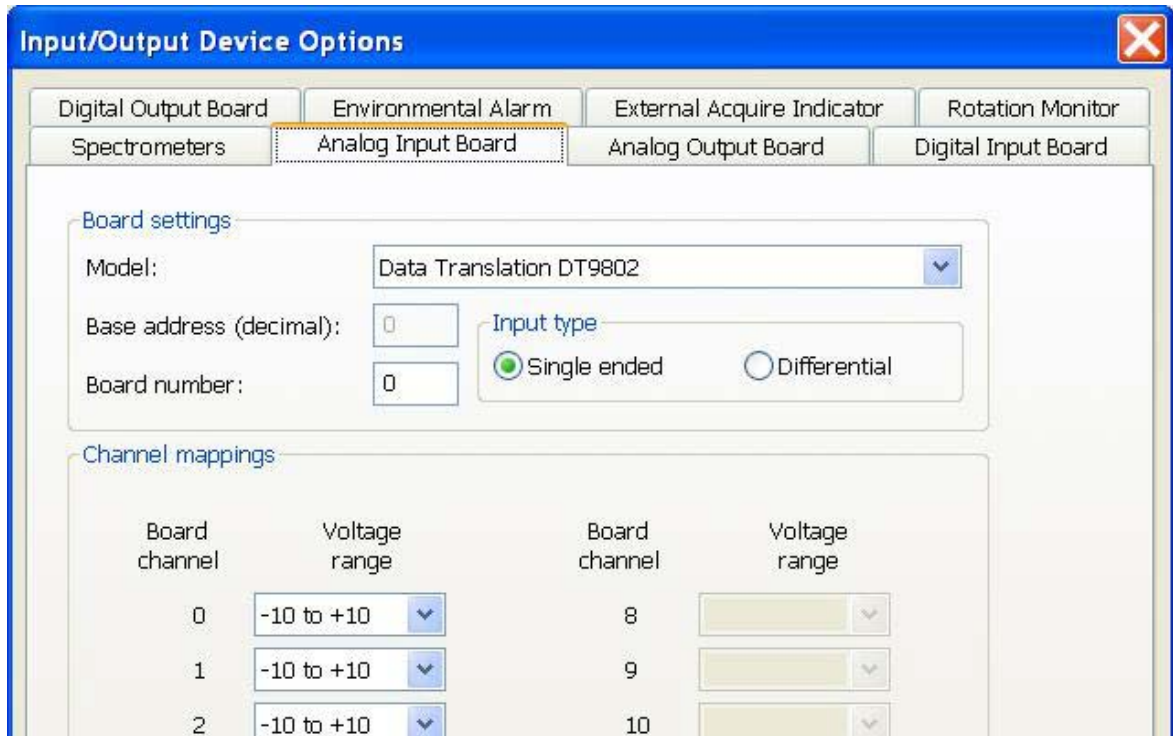 Input/Output Device Options
Digital Output Board Environmental Alarm External Acquire Indicator Rotation Monitor
Spectrometers Analog Input Board Analog Output Board Digital Input Board
Board settings
Model: Data Translation DT9802
Base address (decimal): 0 Input type
Single ended Differential
Board number: 0
Channel mappings
Board channel Voltage range Board channel Voltage range
0 -10 to +10 8
1 -10 to +10 9
2 -10 to +10 10